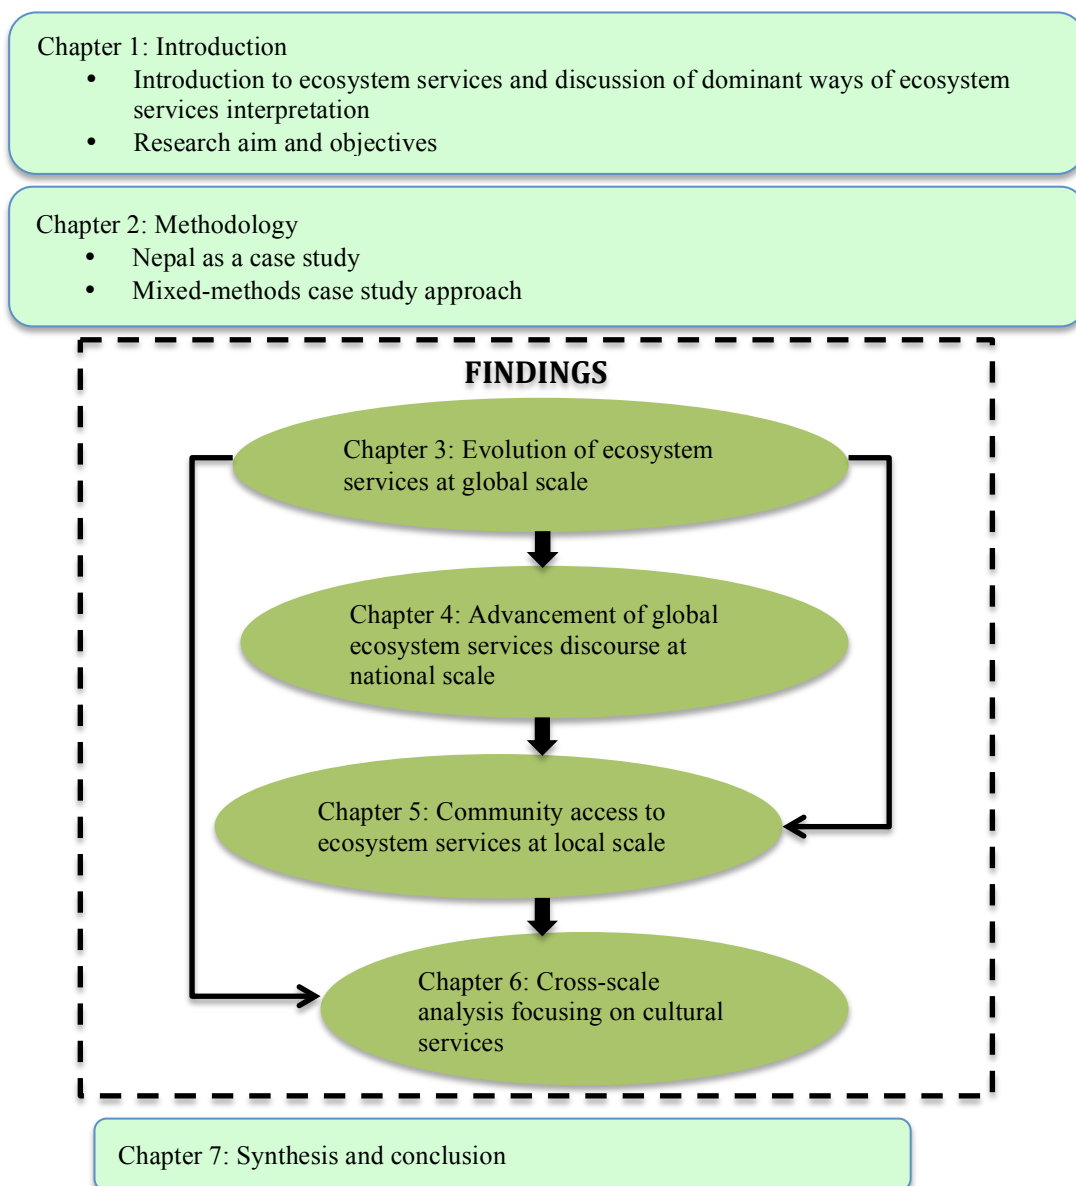 Chapter 1: Introduction
• Introduction to ecosystem services and discussion of dominant ways of ecosystem
services interpretation
• Research aim and objectives
Chapter 2: Methodology
• Nepal as a case study
• Mixed-methods case study approach
FINDINGS
Chapter 3: Evolution of ecosystem
services at global scale
Chapter 4: Advancement of global
ecosystem services discourse at
national scale
Chapter 5: Community access to
ecosystem services at local scale
Chapter 6: Cross-scale
analysis focusing on cultural
services
Chapter 7: Synthesis and conclusion